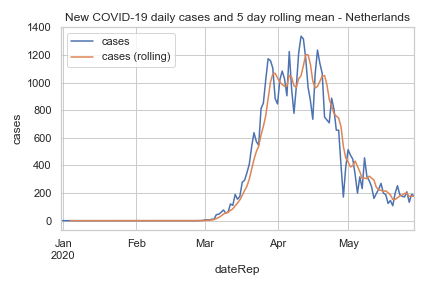 New COVID-19 daily cases and 5 day rolling mean - Netherlands
cases
cases (rolling)
1400
1200
1000
800
600
400
200
0
cases
Jan
2020
Feb
Mar
Apr
May
dateRep